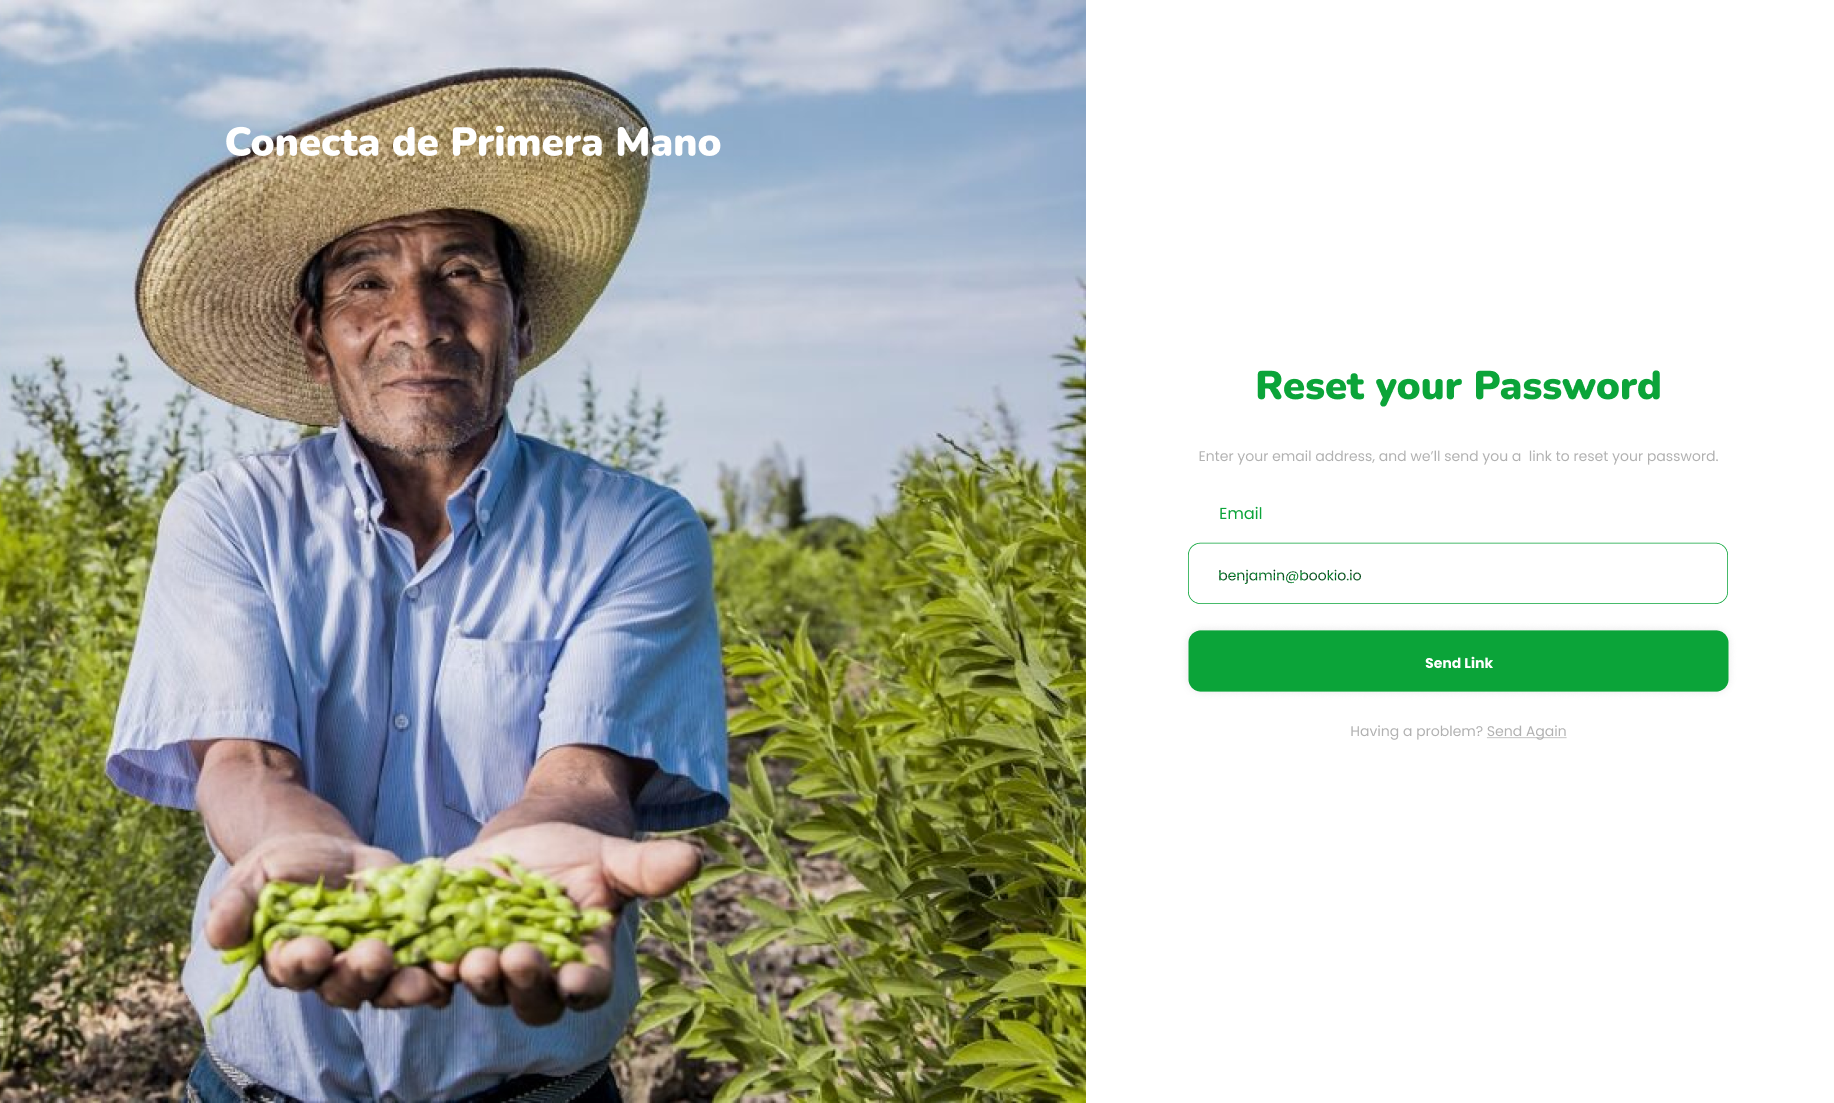 Conecta de Primera Mano
Reset your Password
Enter your email address, and we'll send you a  link to reset your password.
Email
benjamin@bookio.io
Send Link
Having a problem? Send Again